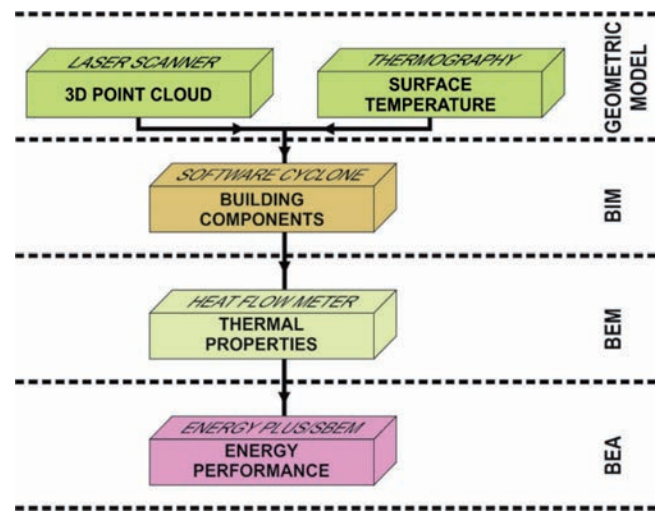 LASER SCANNER
3D POINT CLOUD
THERMOGRAPHY
SURFACE
TEMPERATURE
GEOMETRIC
MODEL
SOFTWARE CYCLONE
BUILDING
COMPONENTS
BIM
HEAT FLOW METER
THERMAL
PROPERTIES
BEM
ENERGY PLUS/SBEM
ENERGY
PERFORMANCE
BEA